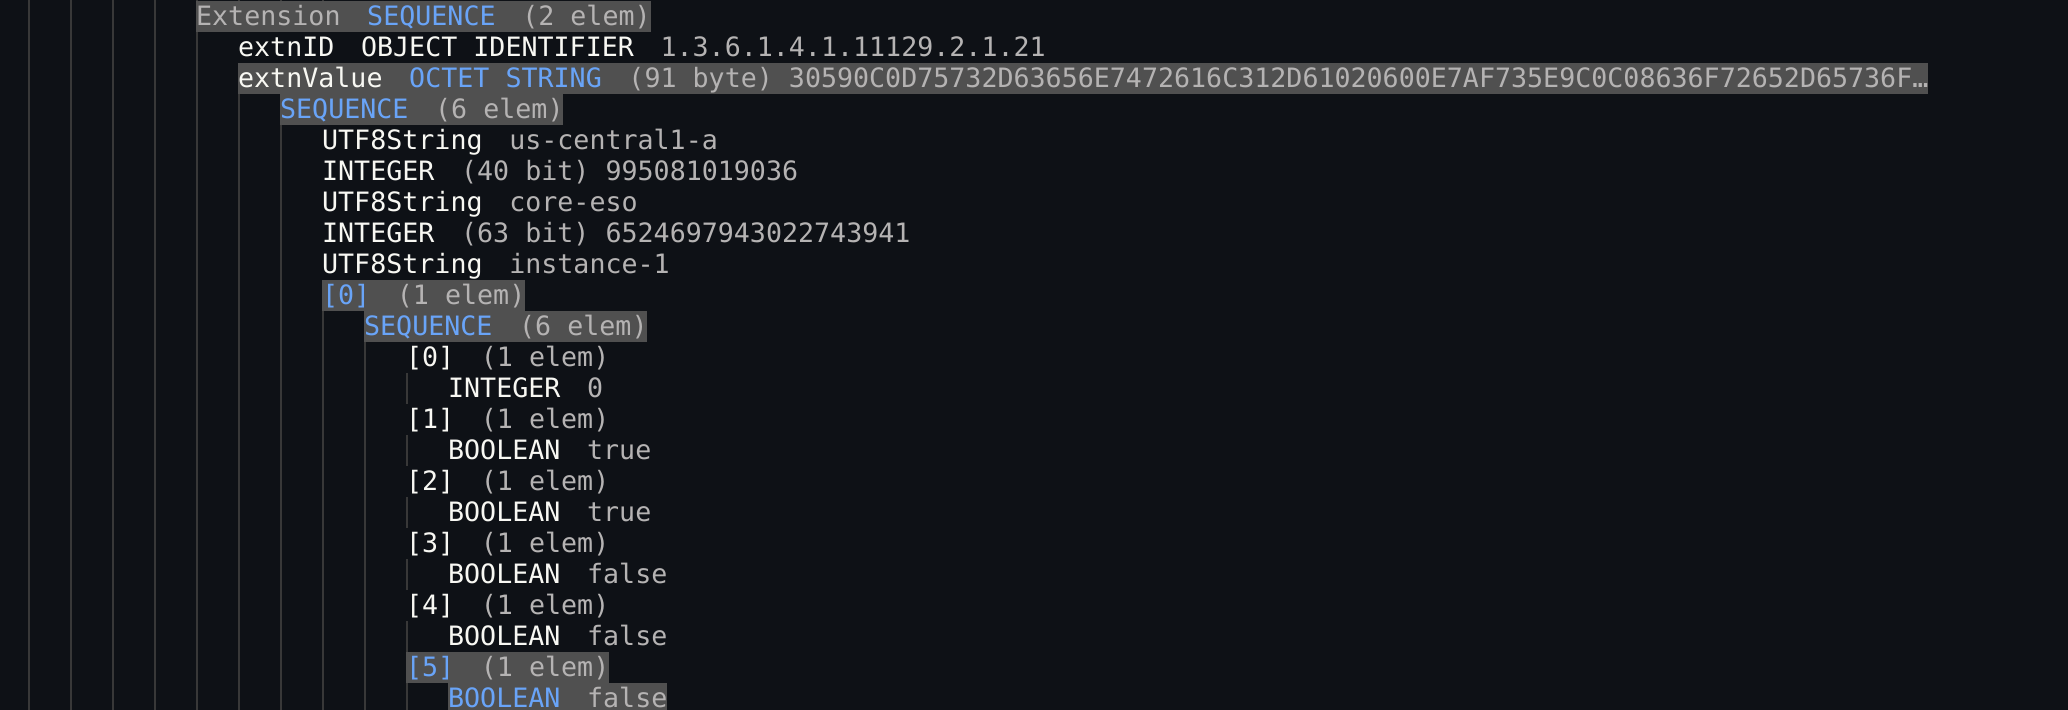 Extension SEQUENCE (2 elem)
extnID OBJECT IDENTIFIER 1.3.6.1.4.1.11129.2.1.21
extnValue OCTET STRING (91 byte) 30590C0D75732D63656E7472616C312D61020600E7AF735E9C0C08636F72652D65736F…
SEQUENCE (6 elem)
UTF8String us-central1-a
INTEGER (40 bit) 995081019036
UTF8String core-eso
INTEGER (63 bit) 6524697943022743941
UTF8String instance-1
[0] (1 elem)
SEQUENCE (6 elem)
[0] (1 elem)
INTEGER 0
[1] (1 elem)
BOOLEAN true
[2] (1 elem)
BOOLEAN true
[3] (1 elem)
BOOLEAN false
[4] (1 elem)
BOOLEAN false
[5] (1 elem)
BOOLEAN false